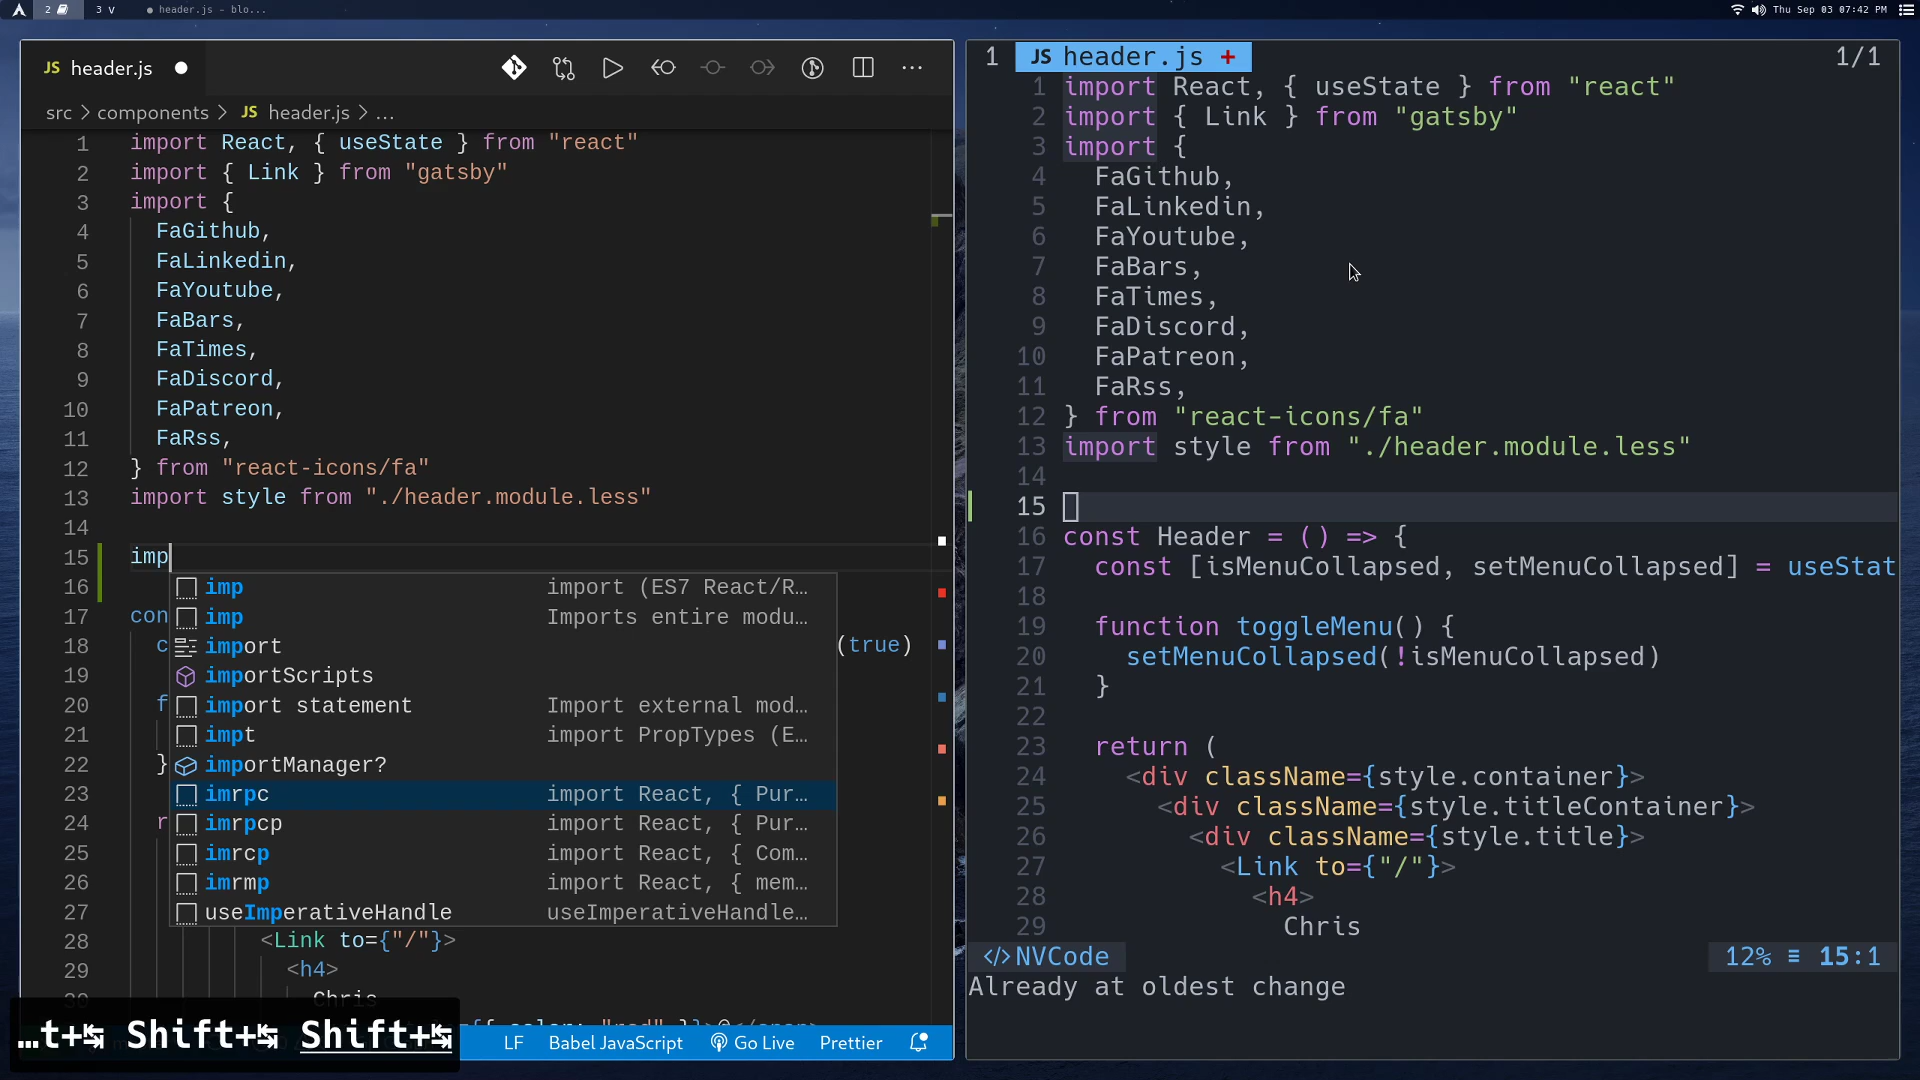 2
3 v
header.js - blo...
Thu Sep 03 07:42 PM
JS header.js
src > components > JS header.js > ...
1 import React, { useState } from "react"
2 import { Link } from "gatsby"
3 import {
4 FaGithub,
5 FaLinkedin,
6 FaYoutube,
7 FaBars,
8 FaTimes,
9 FaDiscord,
10 FaPatreon,
11 FaRss,
12 } from "react-icons/fa"
13 import style from "./header.module.less"
14
15 imp
16
17 con
18 c (true)
19
20 f
21
22 }
23
24 r
25
26
27
28 <Link to={"/"}>
29 <h4>
Chris
imp import (ES7 React/R...
imp Imports entire modu...
import
importScripts
import statement Import external mod...
impt import PropTypes (E...
importManager?
imrpc import React, { Pur...
imrpcp import React, { Pur...
imrcp import React, { Com...
imrmp import React, { mem...
useImperativeHandle useImperativeHandle...
...t+↹ Shift+↹ Shift+↹
LF Babel JavaScript Go Live Prettier
1 JS header.js + 1/1
1 import React, { useState } from "react"
2 import { Link } from "gatsby"
3 import {
4 FaGithub,
5 FaLinkedin,
6 FaYoutube,
7 FaBars,
8 FaTimes,
9 FaDiscord,
10 FaPatreon,
11 FaRss,
12 } from "react-icons/fa"
13 import style from "./header.module.less"
14
15
16 const Header = () => {
17 const [isMenuCollapsed, setMenuCollapsed] = useStat
18
19 function toggleMenu() {
20 setMenuCollapsed(!isMenuCollapsed)
21 }
22
23 return (
24 <div className={style.container}>
25 <div className={style.titleContainer}>
26 <div className={style.title}>
27 <Link to={"/"}>
28 <h4>
29 Chris
</> NVCode 12% ≡ 15:1
Already at oldest change